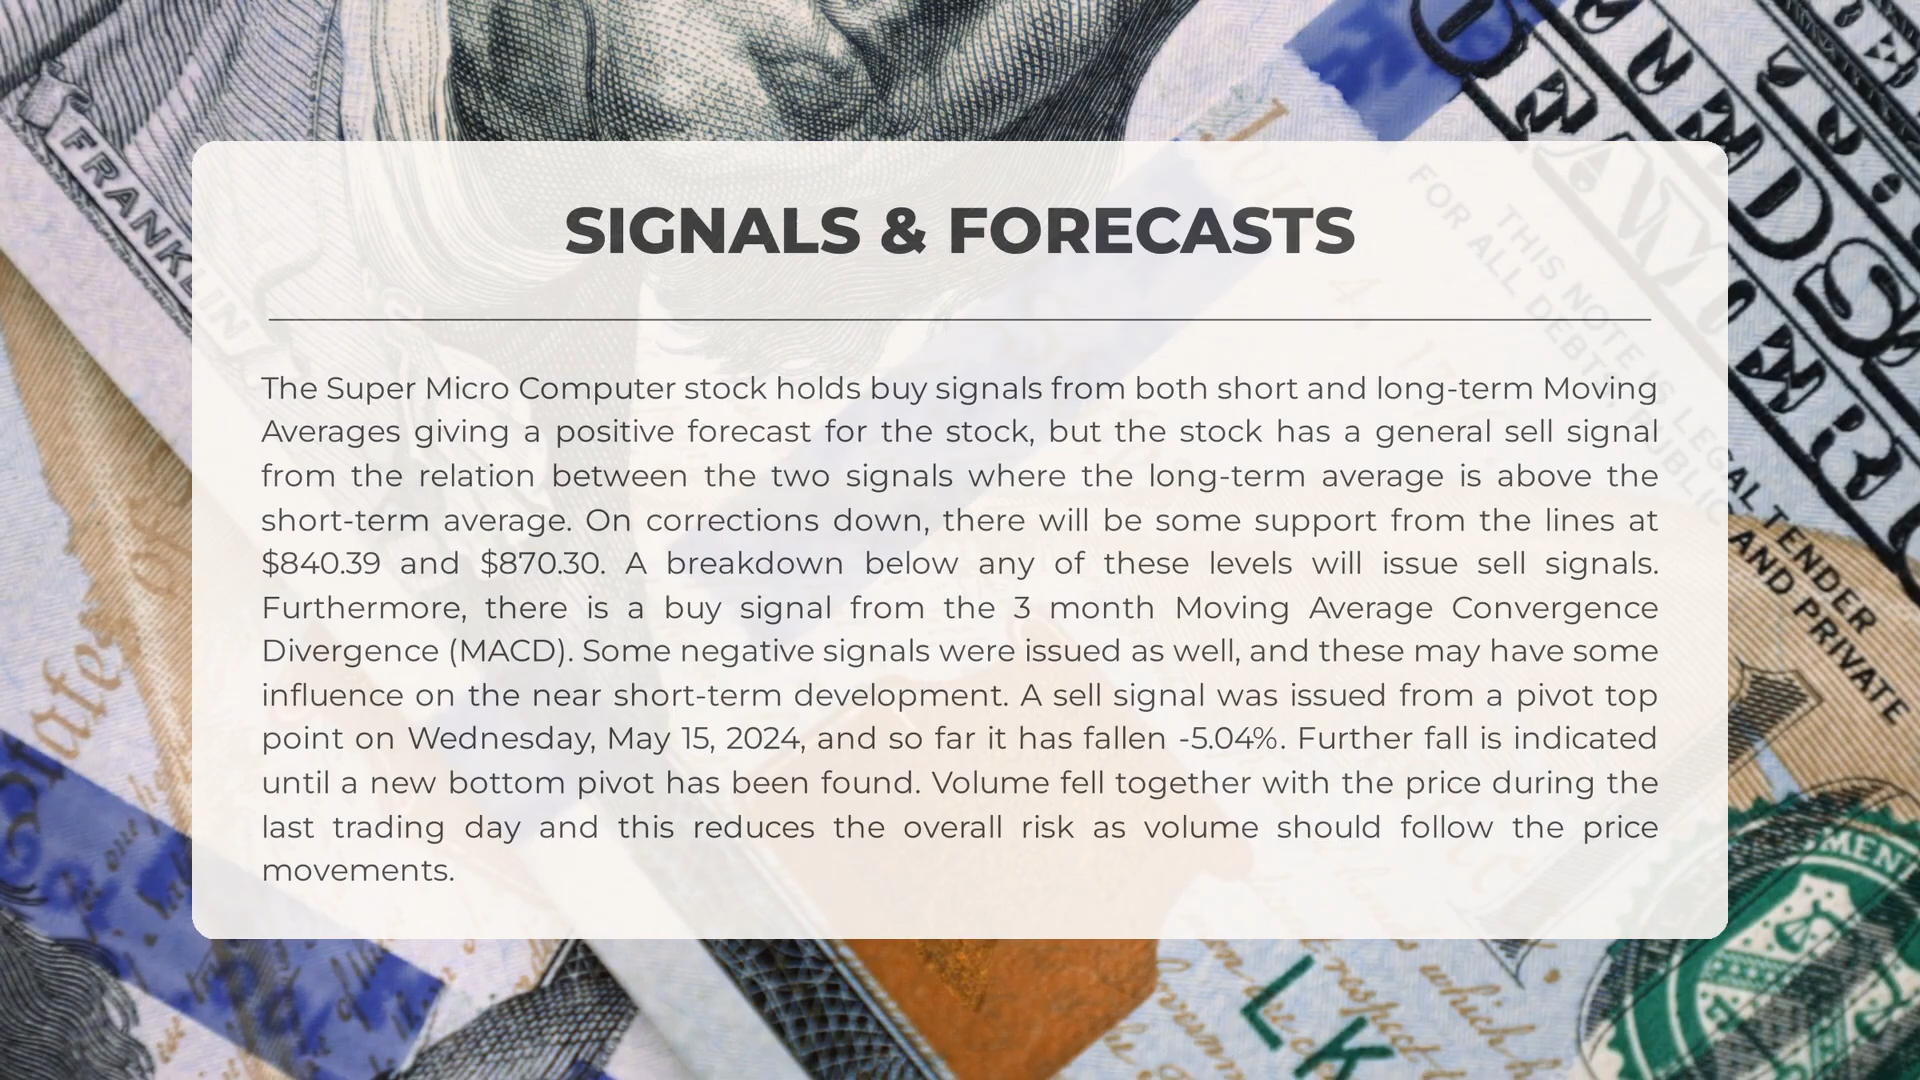 FRANKLIN
THIS NOTE IS LEGAL TENDER
FOR ALL DEBTS, PUBLIC AND PRIVATE
SIGNALS & FORECASTS
The Super Micro Computer stock holds buy signals from both short and long-term Moving
Averages giving a positive forecast for the stock, but the stock has a general sell signal
from the relation between the two signals where the long-term average is above the
short-term average. On corrections down, there will be some support from the lines at
$840.39 and $870.30. A breakdown below any of these levels will issue sell signals.
Furthermore, there is a buy signal from the 3 month Moving Average Convergence
Divergence (MACD). Some negative signals were issued as well, and these may have some
influence on the near short-term development. A sell signal was issued from a pivot top
point on Wednesday, May 15, 2024, and so far it has fallen -5.04%. Further fall is indicated
until a new bottom pivot has been found. Volume fell together with the price during the
last trading day and this reduces the overall risk as volume should follow the price
movements.